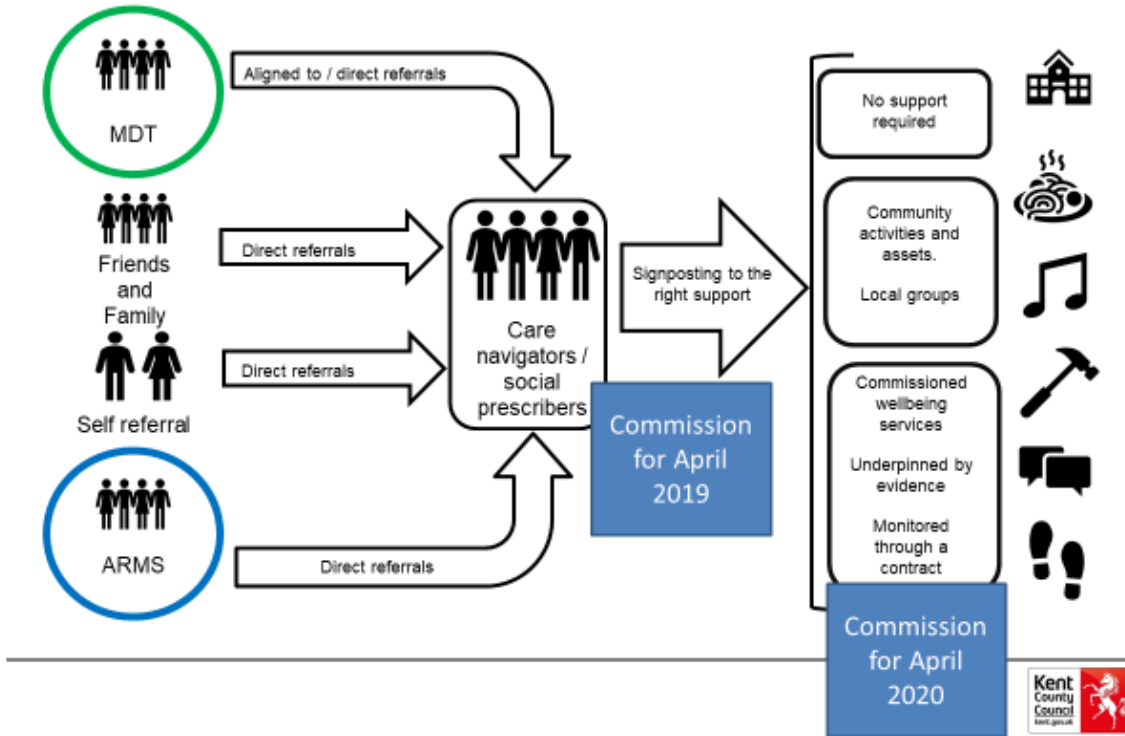 MDT
Aligned to / direct referrals
Friends
and
Family
Direct referrals
Self referral
Direct referrals
ARMS
Direct referrals
Care
navigators /
social
prescribers
Commission
for April
2019
Signposting to the
right support
No support
required
Community
activities and
assets.
Local groups
Commissioned
wellbeing
services
Underpinned by
evidence
Monitored
through a
contract
Commission
for April
2020
Kent
County
Council
kent.gov.uk